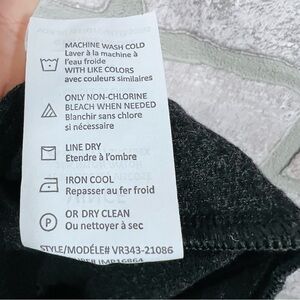 MACHINE WASH COLD
Laver à la machine à
l'eau froide
WITH LIKE COLORS
avec couleurs similaires
ONLY NON-CHLORINE
BLEACH WHEN NEEDED
Blanchir sans chlore
si nécessaire
LINE DRY
Etendre à l'ombre
IRON COOL
Repasser au fer froid
P
OR DRY CLEAN
Ou nettoyer à sec
STYLE/MODÉLE# VR343-21086